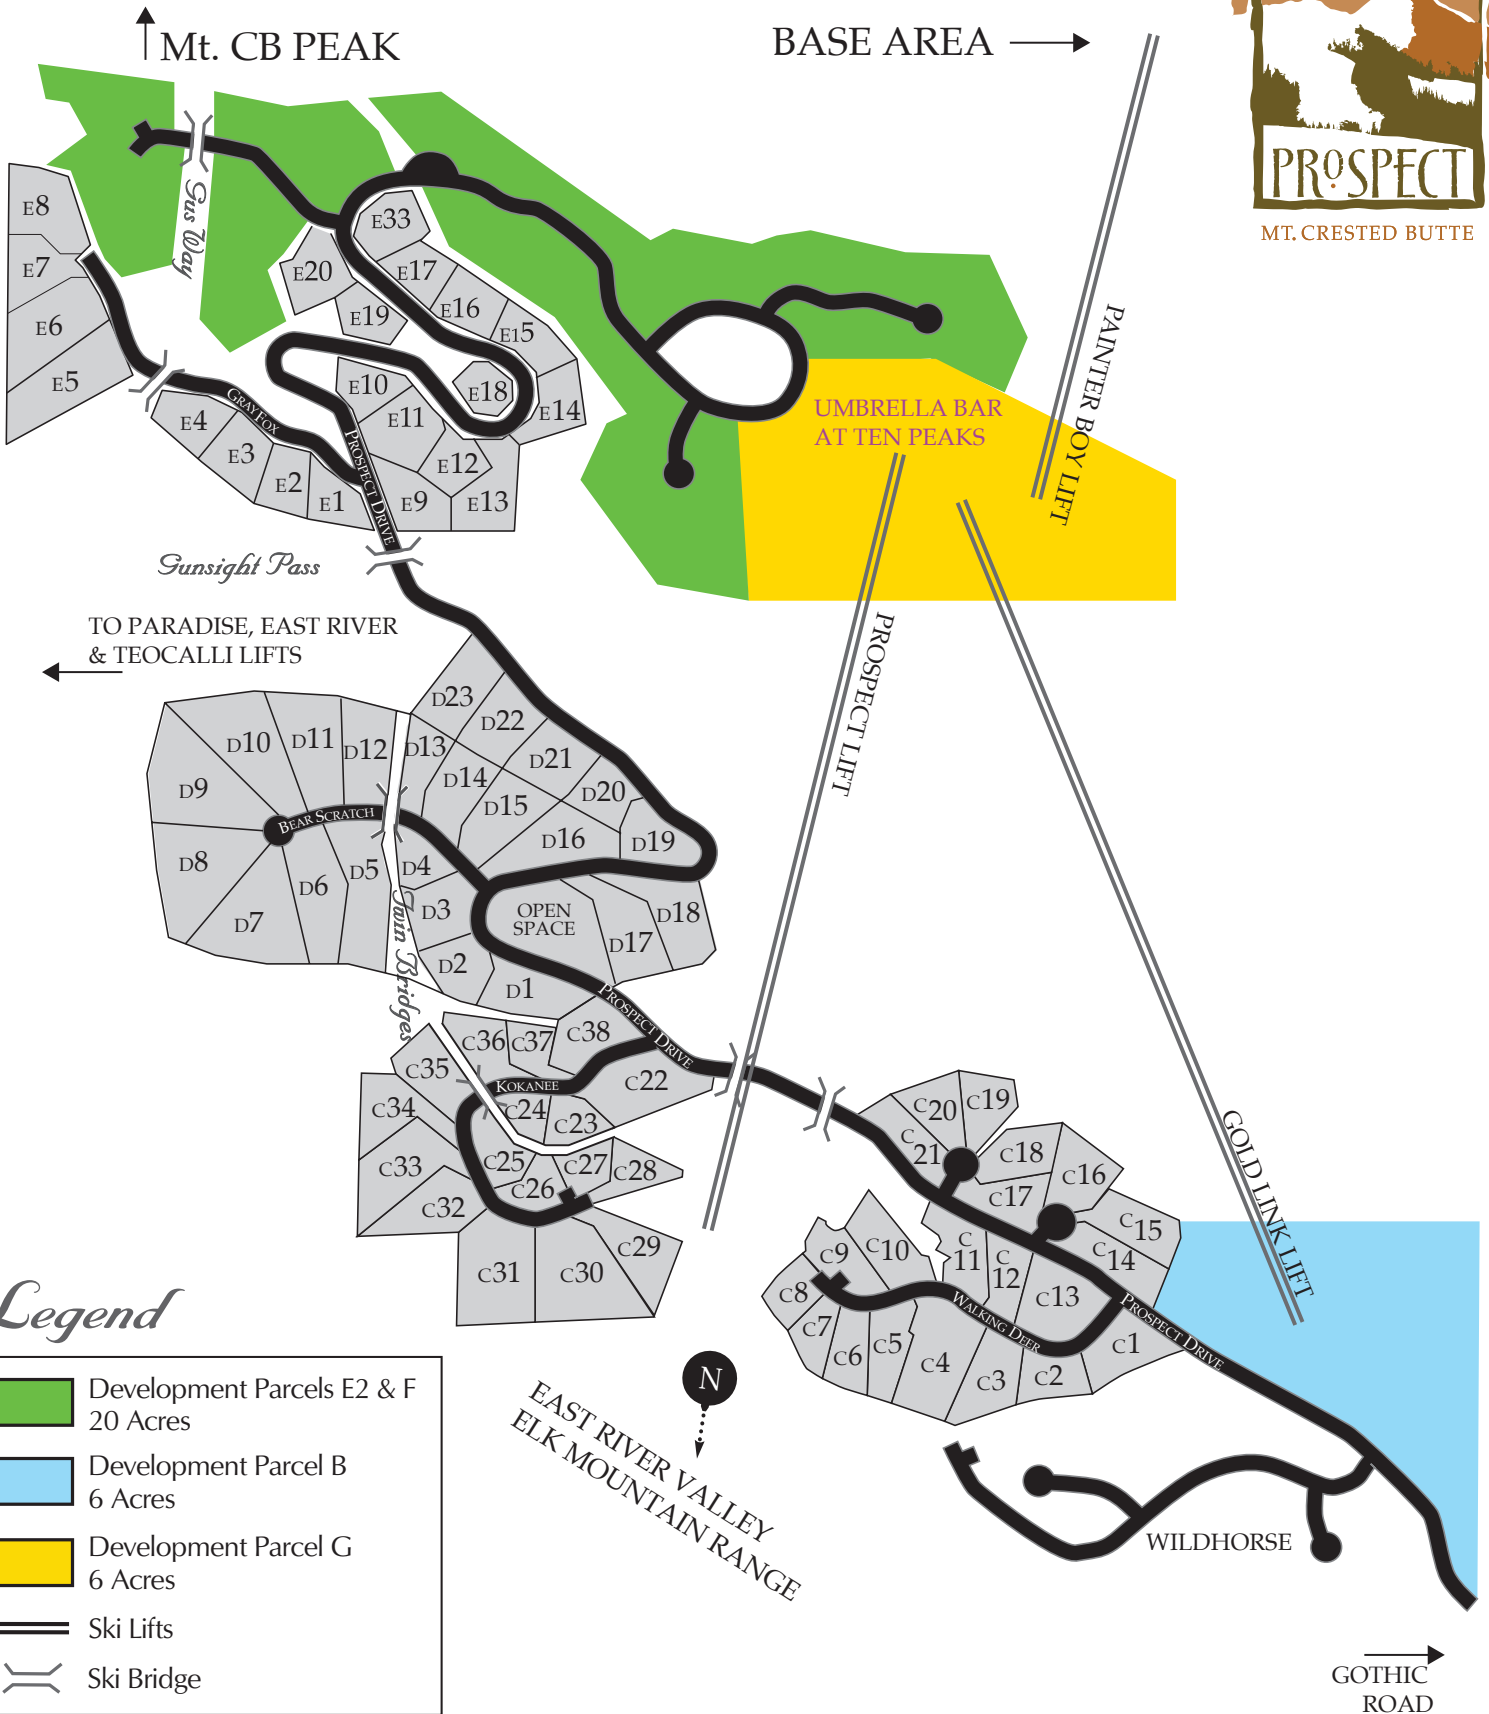 Mt. CB PEAK
BASE AREA
PROSPECT
MT. CRESTED BUTTE
Gus Way
E8
E7
E6
E5
E33
E20
E19
E17
E16
E15
E18
E14
E10
E11
E12
E9
E13
E4
E3
E2
E1
GRAY FOX
PROSPECT DRIVE
UMBRELLA BAR
AT TEN PEAKS
PAINTER BOY LIFT
Gunsight Pass
TO PARADISE, EAST RIVER
& TEOCALLI LIFTS
PROSPECT LIFT
D23
D22
D21
D20
D19
D10
D11
D12
D13
D14
D15
D16
D9
BEAR SCRATCH
D8
D7
D6
D5
D4
D3
D2
D1
OPEN
SPACE
D17
D18
Twin Bridges
PROSPECT DRIVE
C36
C37
C38
C35
KOKANEE
C22
C24
C23
C34
C33
C32
C25
C26
C27
C28
C29
C30
C31
C20
C19
C
21
C18
C17
C16
C15
C14
C
11
C
12
C13
C10
C9
C8
C7
C6
C5
C4
C3
C2
C1
WALKING DEER
PROSPECT DRIVE
GOLD LINK LIFT
N
EAST RIVER VALLEY
ELK MOUNTAIN RANGE
WILDHORSE
GOTHIC
ROAD
Legend
Development Parcels E2 & F
20 Acres
Development Parcel B
6 Acres
Development Parcel G
6 Acres
Ski Lifts
Ski Bridge